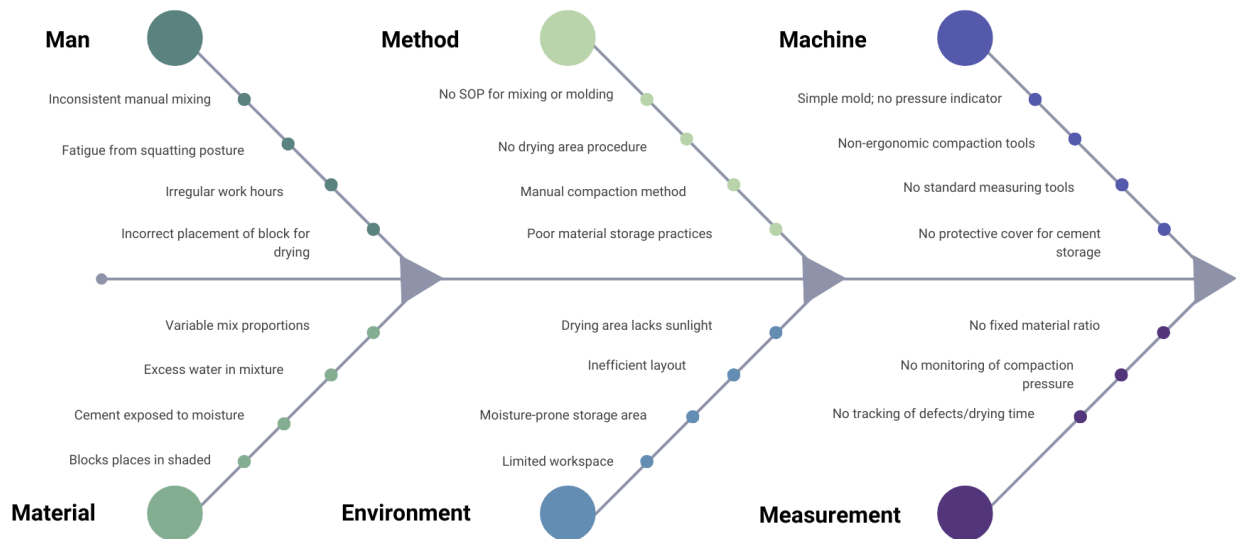 Man
Inconsistent manual mixing
Fatigue from squatting posture
Irregular work hours
Incorrect placement of block for
drying
Method
No SOP for mixing or molding
No drying area procedure
Manual compaction method
Poor material storage practices
Machine
Simple mold; no pressure indicator
Non-ergonomic compaction tools
No standard measuring tools
No protective cover for cement
storage
Variable mix proportions
Excess water in mixture
Cement exposed to moisture
Blocks places in shaded
Material
Drying area lacks sunlight
Inefficient layout
Moisture-prone storage area
Limited workspace
Environment
No fixed material ratio
No monitoring of compaction
pressure
No tracking of defects/drying time
Measurement